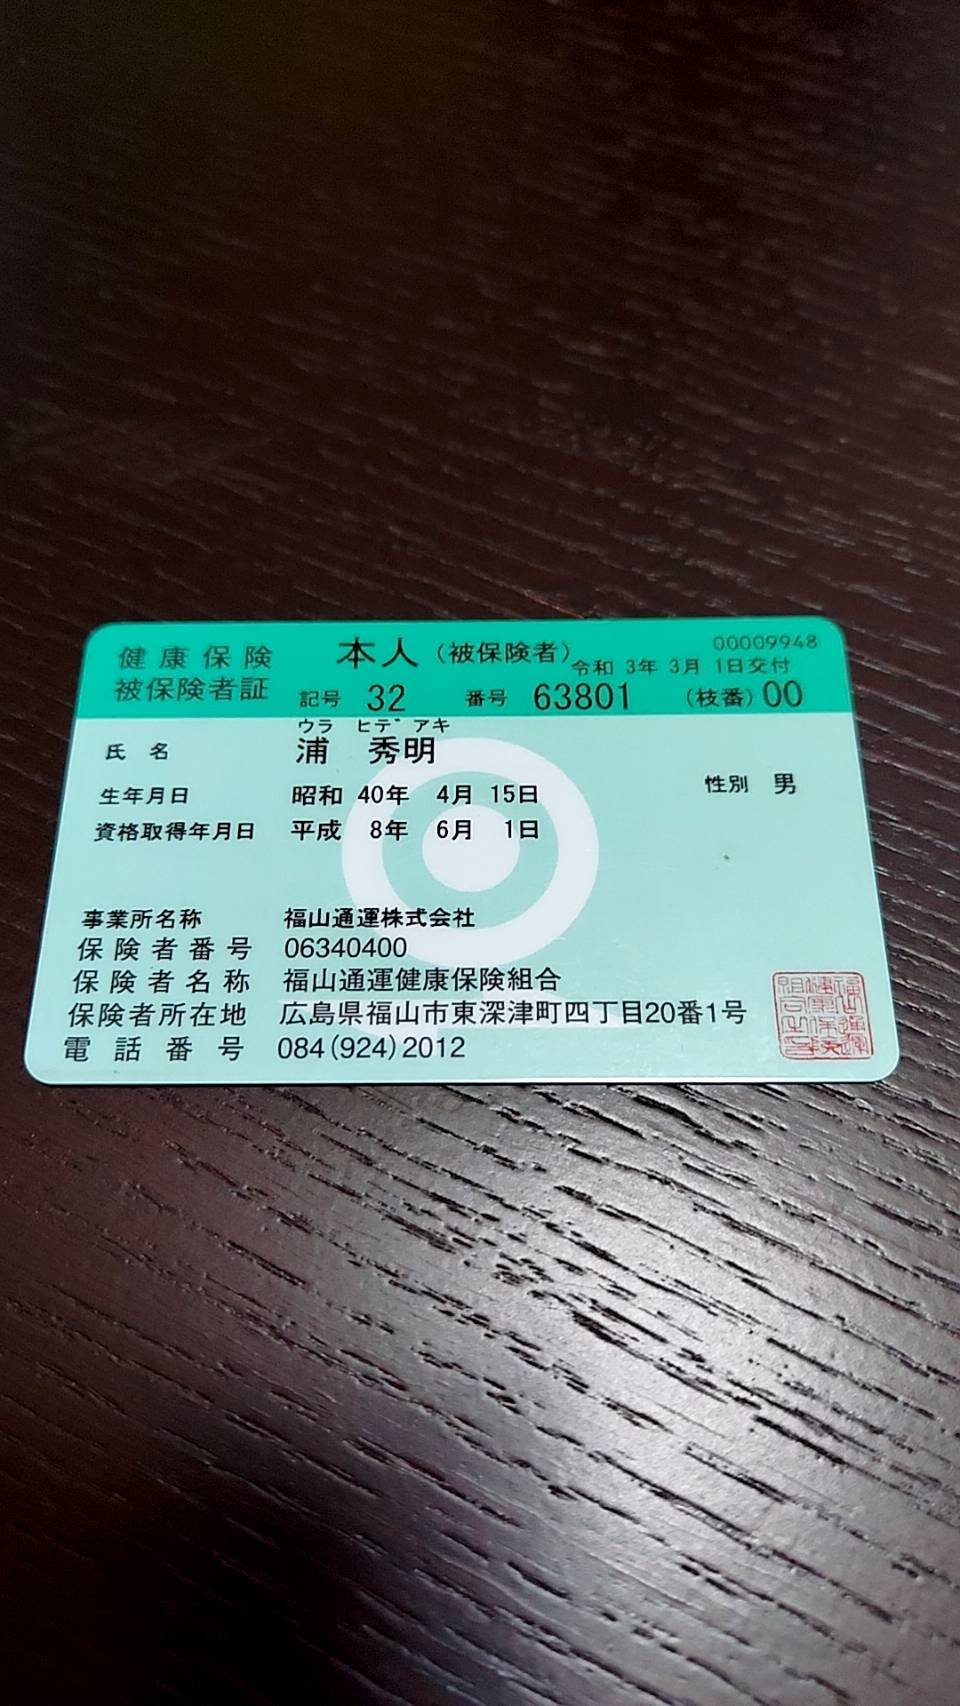 00009948
健康保険 本人(被保険者)
令和 3年 3月 1日交付
被保険者証 記号 32 番号 63801 (枝番)00
ウラ ヒデアキ
氏名 浦 秀明
生年月日 昭和 40年 4月 15日 性別 男
資格取得年月日 平成 8年 6月 1日
事業所名称 福山通運株式会社
保険者番号 06340400
保険者名称 福山通運健康保険組合
保険者所在地 広島県福山市東深津町四丁目20番1号
電話番号 084(924)2012